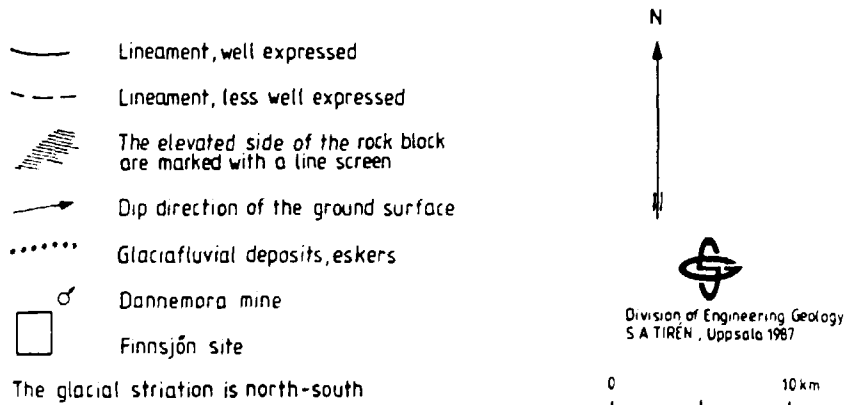 N
Lineament, well expressed
Lineament, less well expressed
The elevated side of the rock block
are marked with a line screen
Dip direction of the ground surface
Glaciafluvial deposits, eskers
Dannemora mine
Finnsjön site
The glacial striation is north-south
Division of Engineering Geology
S A TIRÉN , Uppsala 1987
0 10 km